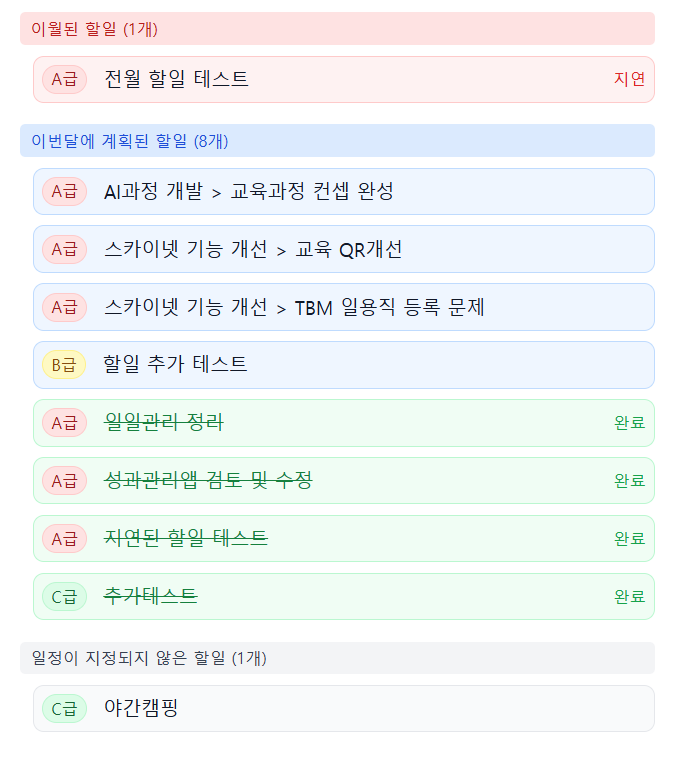 이월된 할일 (1개)
A급 전월 할일 테스트 지연
이번달에 계획된 할일 (8개)
A급 AI과정 개발 > 교육과정 컨셉 완성
A급 스카이넷 기능 개선 > 교육 QR개선
A급 스카이넷 기능 개선 > TBM 일용직 등록 문제
B급 할일 추가 테스트
A급 일일관리 정리 완료
A급 성과관리앱 검토 및 수정 완료
A급 지연된 할일 테스트 완료
C급 추가테스트 완료
일정이 지정되지 않은 할일 (1개)
C급 야간캠핑